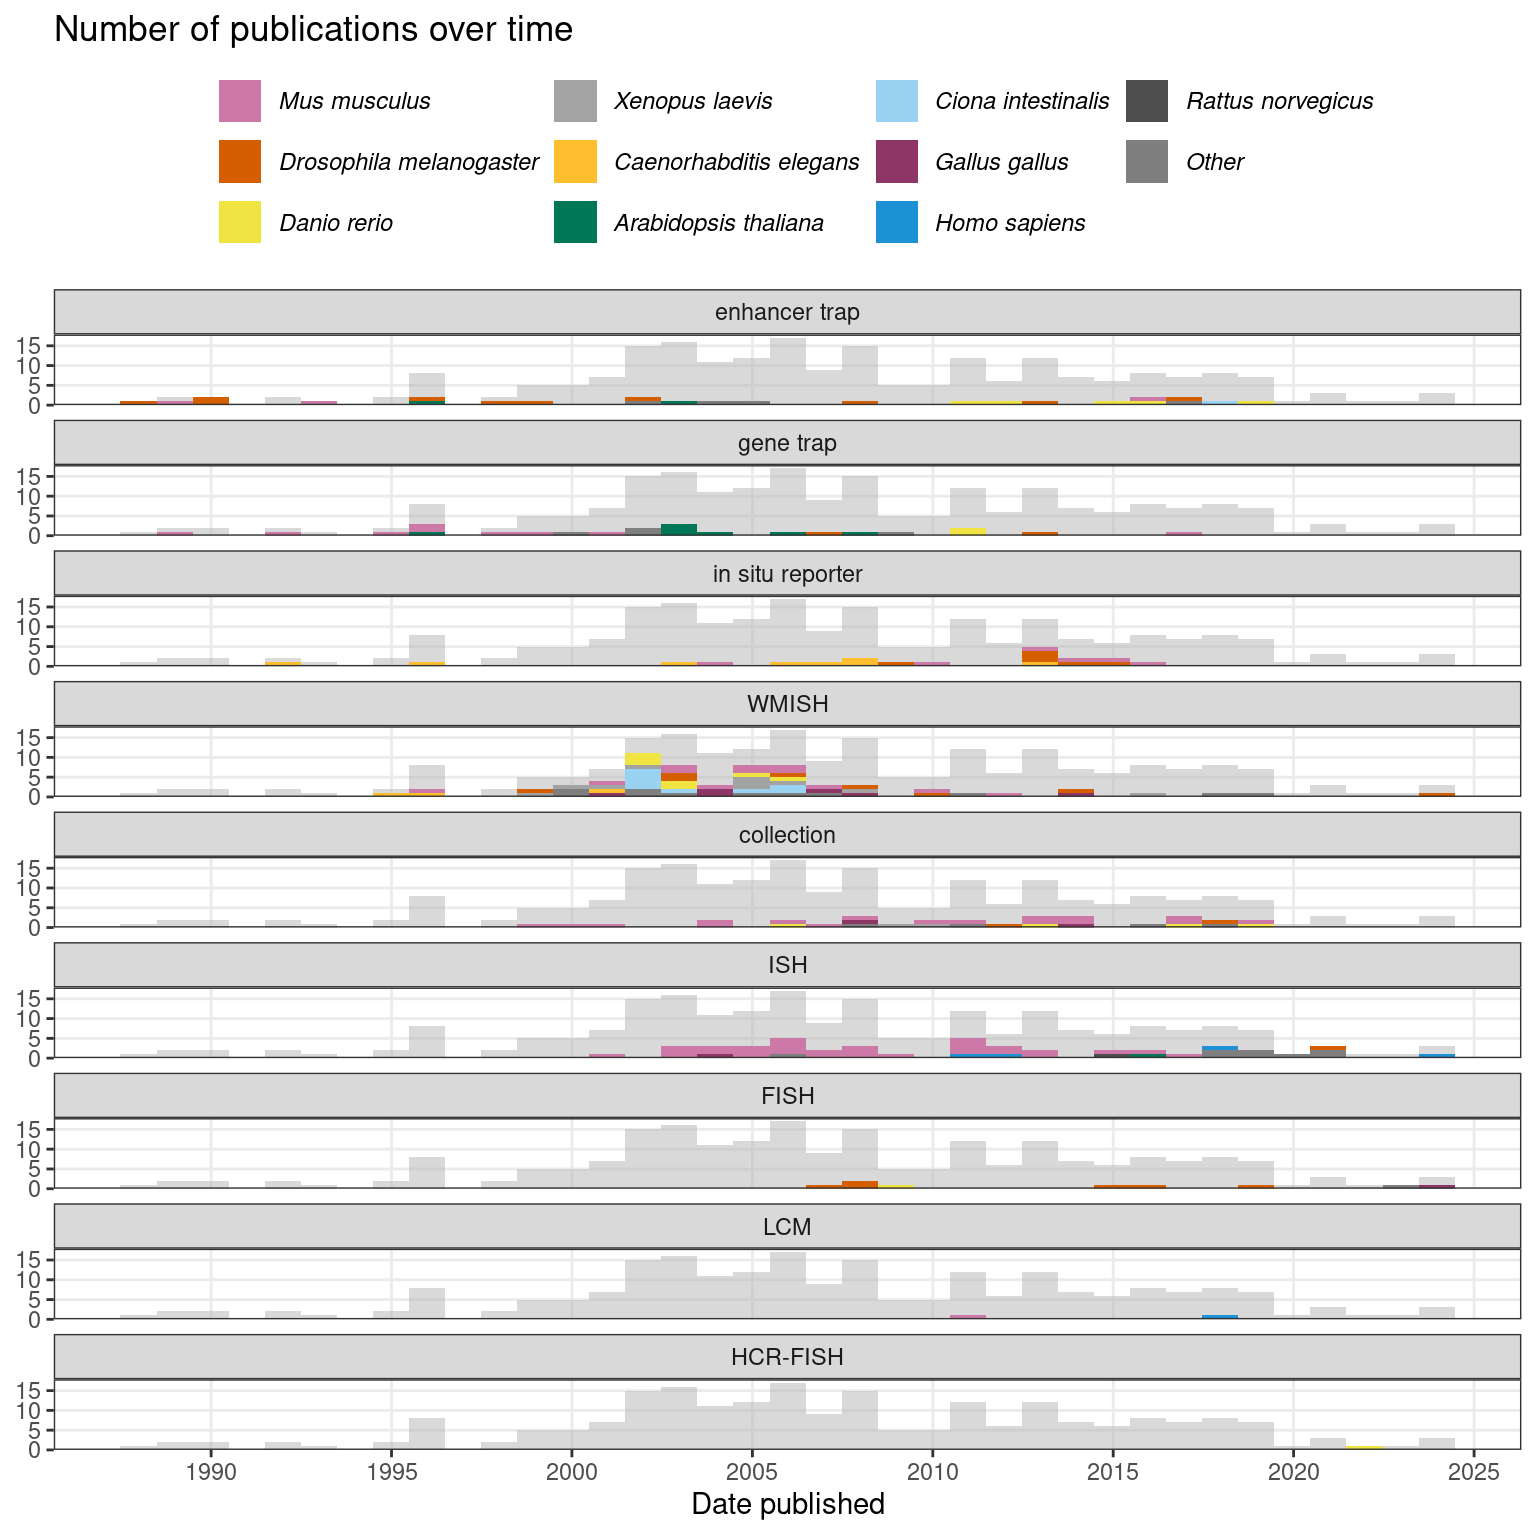 Number of publications over time
Mus musculus
Xenopus laevis
Ciona intestinalis
Rattus norvegicus
Drosophila melanogaster
Caenorhabditis elegans
Gallus gallus
Other
Danio rerio
Arabidopsis thaliana
Homo sapiens
enhancer trap
15
10
5
0
gene trap
15
10
5
0
in situ reporter
15
10
5
0
WMISH
15
10
5
0
collection
15
10
5
0
ISH
15
10
5
0
FISH
15
10
5
0
LCM
15
10
5
0
HCR-FISH
15
10
5
0
1990 1995 2000 2005 2010 2015 2020 2025
Date published